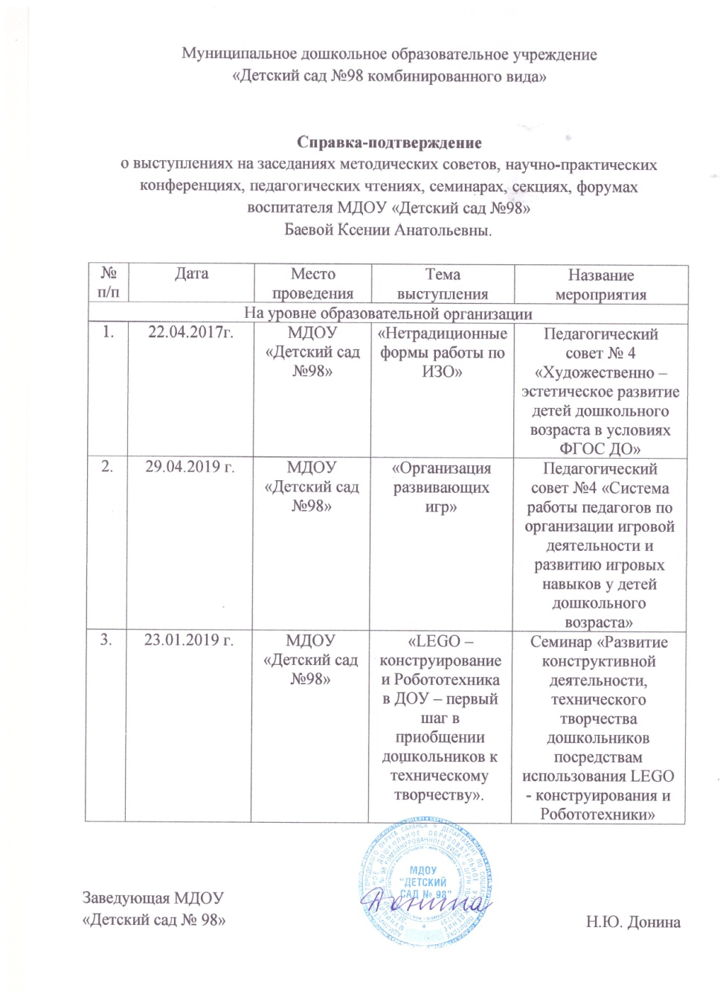 Муниципальное дошкольное образовательное учреждение
«Детский сад №98 комбинированного вида»
Справка-подтверждение
о выступлениях на заседаниях методических советов, научно-практических
конференциях, педагогических чтениях, семинарах, секциях, форумах
воспитателя МДОУ «Детский сад №98»
Баевой Ксении Анатольевны.
№ п/п
Дата
Место
проведения
Тема
выступления
Название
мероприятия
На уровне образовательной организации
1.
22.04.2017г.
МДОУ
«Детский сад
№98»
«Нетрадиционные
формы работы по
ИЗО»
Педагогический
совет № 4
«Художественно –
эстетическое развитие
детей дошкольного
возраста в условиях
ФГОС ДО»
2.
29.04.2019 г.
МДОУ
«Детский сад
№98»
«Организация
развивающих
игр»
Педагогический
совет №4 «Система
работы педагогов по
организации игровой
деятельности и
развитию игровых
навыков у детей
дошкольного
возраста»
3.
23.01.2019 г.
МДОУ
«Детский сад
№98»
«LEGO –
конструирование
и Робототехника
в ДОУ – первый
шаг в
приобщении
дошкольников к
техническому
творчеству».
Семинар «Развитие
конструктивной
деятельности,
технического
творчества
дошкольников
посредствам
использования LEGO
- конструирования и
Робототехники»
МДОУ
"ДЕТСКИЙ
САД № 98"
Донина
Заведующая МДОУ
«Детский сад № 98»
Н.Ю. Донина